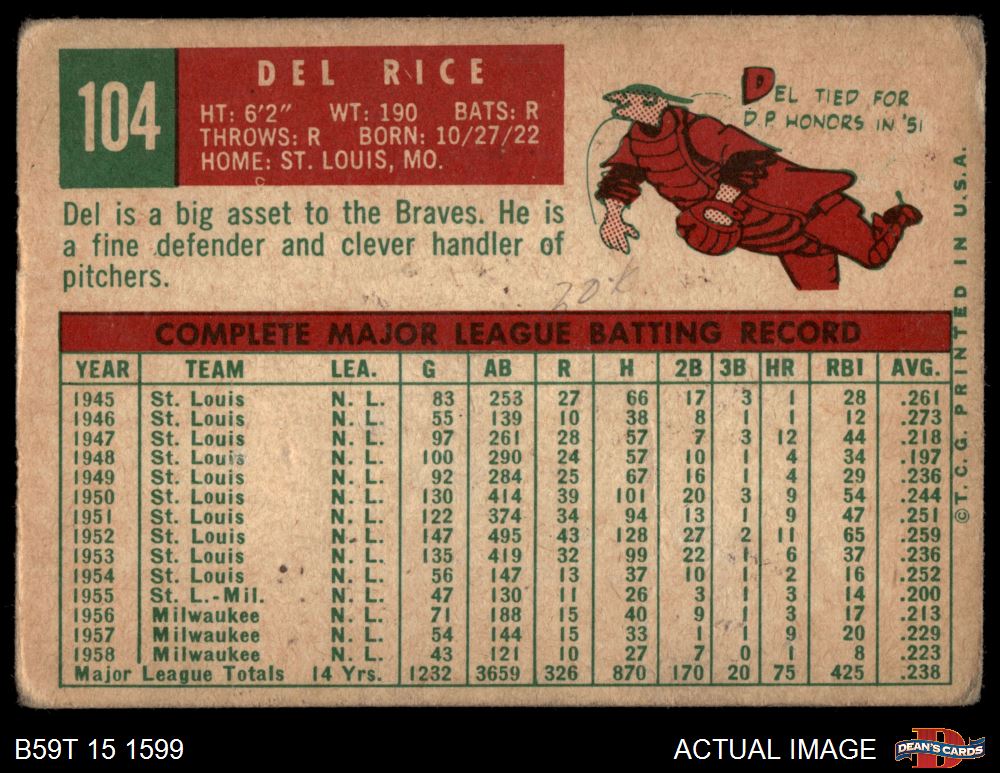 104
DEL RICE
HT: 6'2" WT: 190 BATS: R
THROWS: R BORN: 10/27/22
HOME: ST. LOUIS, MO.
DEL TIED FOR
D.P. HONORS IN '51
Del is a big asset to the Braves. He is
a fine defender and clever handler of
pitchers.
20K
COMPLETE MAJOR LEAGUE BATTING RECORD
YEAR TEAM LEA. G AB R H 2B 3B HR RBI AVG.
1945 St. Louis N. L. 83 253 27 66 17 3 1 28 .261
1946 St. Louis N. L. 55 139 10 38 8 1 1 12 .273
1947 St. Louis N. L. 97 261 28 57 7 3 12 44 .218
1948 St. Louis N. L. 100 290 24 57 10 1 4 34 .197
1949 St. Louis N. L. 92 284 25 67 16 1 4 29 .236
1950 St. Louis N. L. 130 414 39 101 20 3 9 54 .244
1951 St. Louis N. L. 122 374 34 94 13 1 9 47 .251
1952 St. Louis N. L. 147 495 43 128 27 2 11 65 .259
1953 St. Louis N. L. 135 419 32 99 22 1 6 37 .236
1954 St. Louis N. L. 56 147 13 37 10 1 2 16 .252
1955 St. L.-Mil. N. L. 47 130 11 26 3 1 3 14 .200
1956 Milwaukee N. L. 71 188 15 40 9 1 3 17 .213
1957 Milwaukee N. L. 54 144 15 33 1 1 9 20 .229
1958 Milwaukee N. L. 43 121 10 27 7 0 1 8 .223
Major League Totals 14 Yrs. 1232 3659 326 870 170 20 75 425 .238
©T. C. G. PRINTED IN U.S.A.
B59T 15 1599
ACTUAL IMAGE
D
DEAN'S CARDS